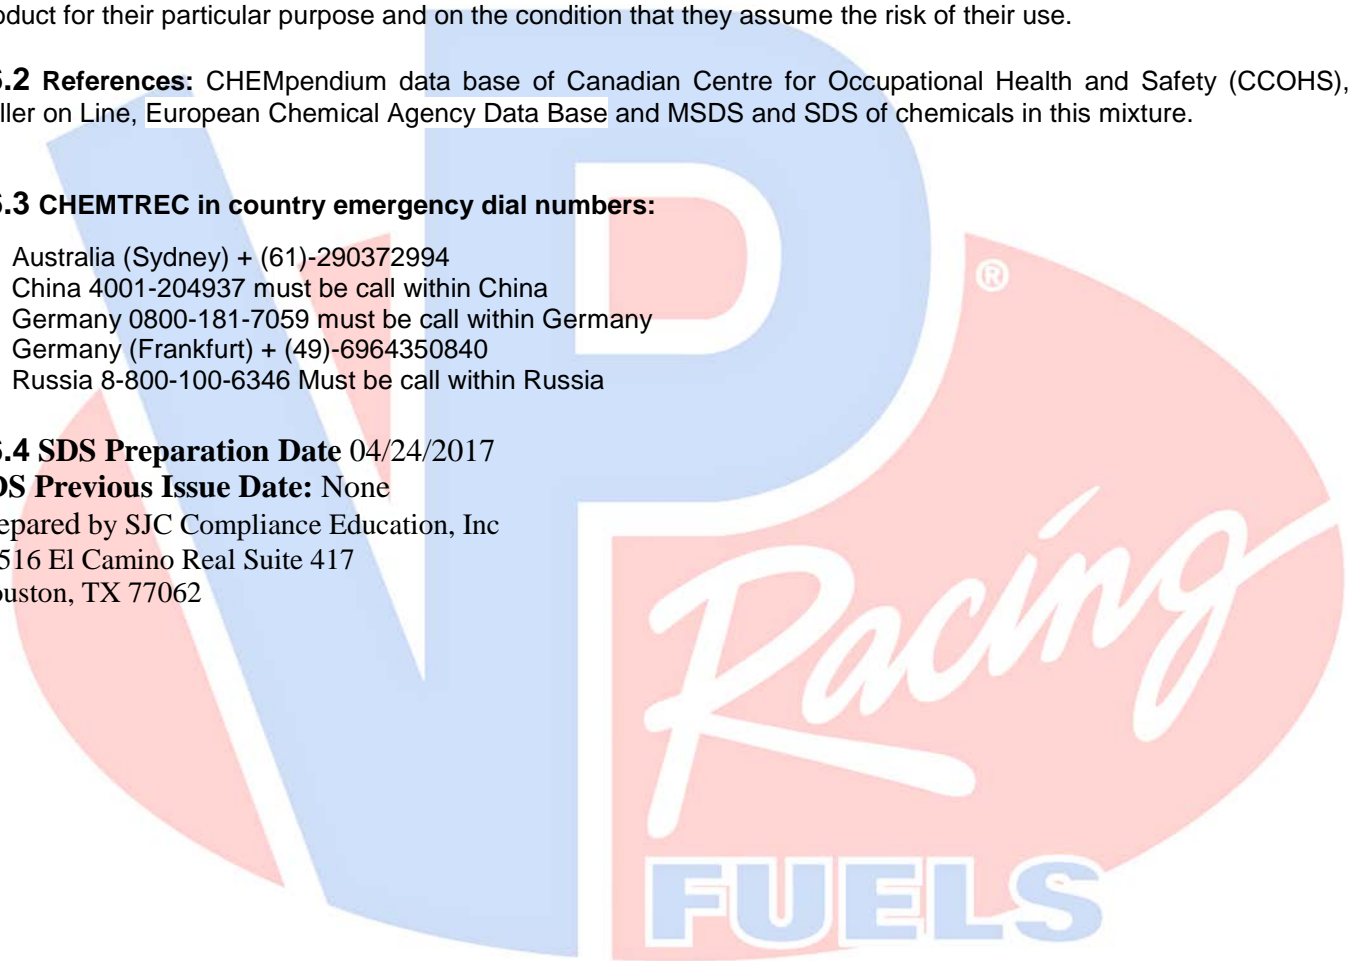 oduct for their particular purpose and on the condition that they assume the risk of their use.
6.2 References: CHEMpendium data base of Canadian Centre for Occupational Health and Safety (CCOHS),
ller on Line, European Chemical Agency Data Base and MSDS and SDS of chemicals in this mixture.
6.3 CHEMTREC in country emergency dial numbers:
Australia (Sydney) + (61)-290372994
China 4001-204937 must be call within China
Germany 0800-181-7059 must be call within Germany
Germany (Frankfurt) + (49)-6964350840
Russia 8-800-100-6346 Must be call within Russia
6.4 SDS Preparation Date 04/24/2017
DS Previous Issue Date: None
epared by SJC Compliance Education, Inc
516 El Camino Real Suite 417
ouston, TX 77062
VP
®
Racing
FUELS